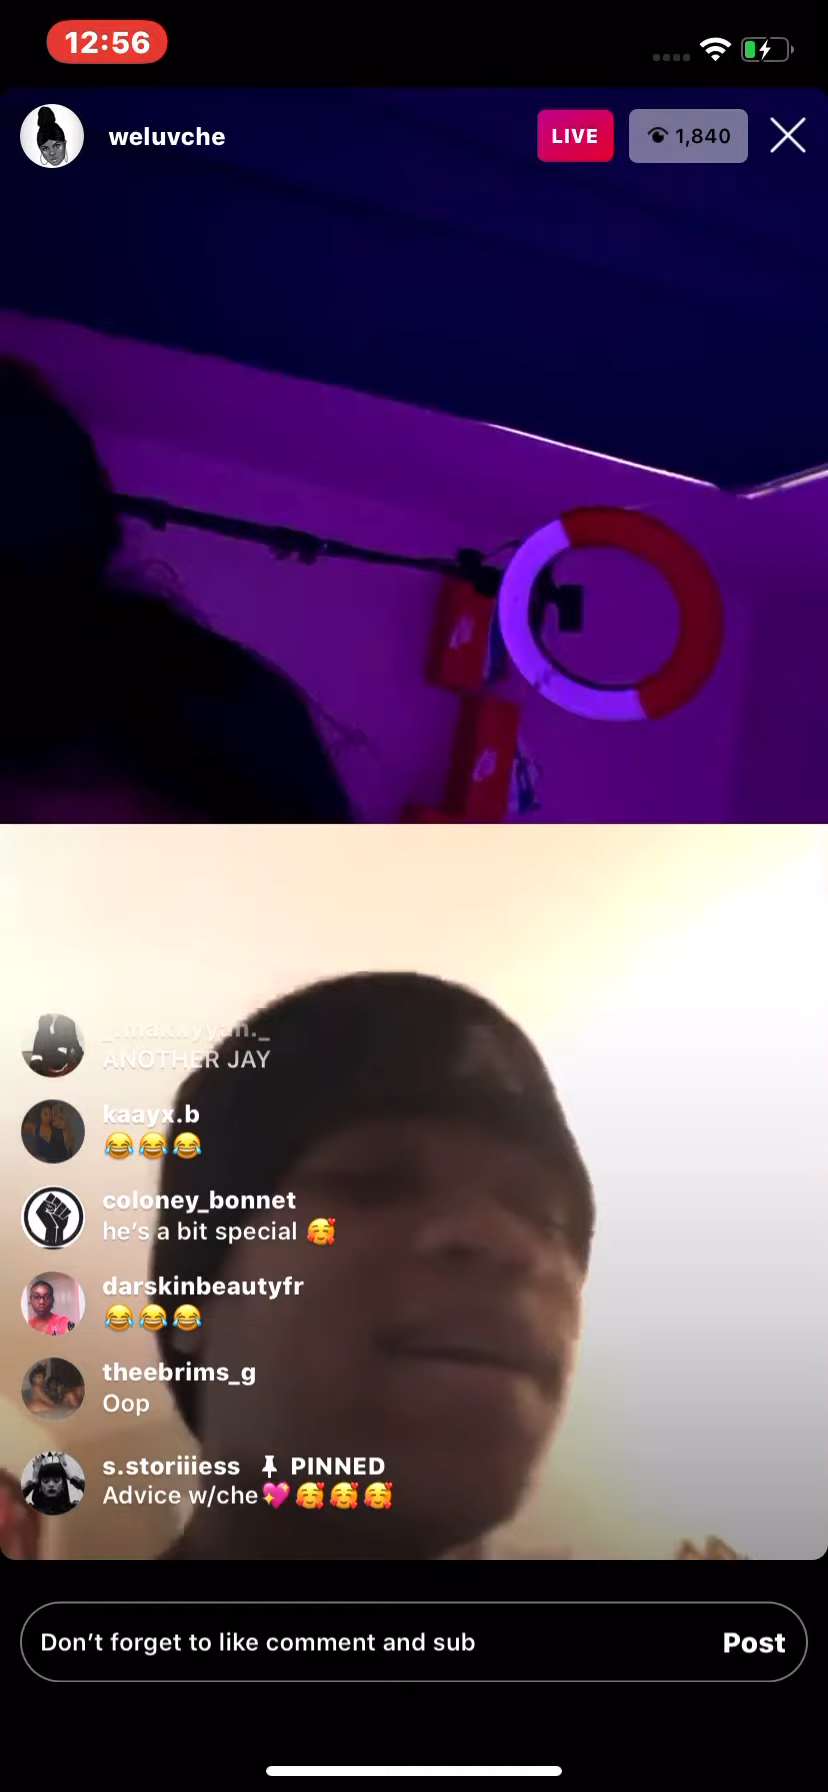 12:56
weluvche
LIVE
1,840
ANOTHER JAY
kaayx.b
😂😂😂
coloney_bonnet
he's a bit special 🥰
darskinbeautyfr
😂😂😂
theebrims_g
Oop
s.storiiiess PINNED
Advice w/che💖🥰🥰🥰
Don't forget to like comment and sub
Post